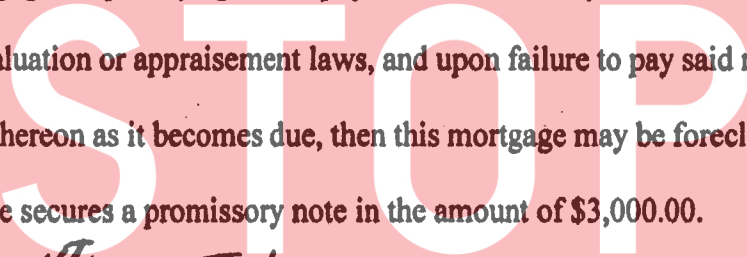 STOP
luation or appraisement laws, and upon failure to pay said
hereon as it becomes due, then this mortgage may be forecl
e secures a promissory note in the amount of $3,000.00.